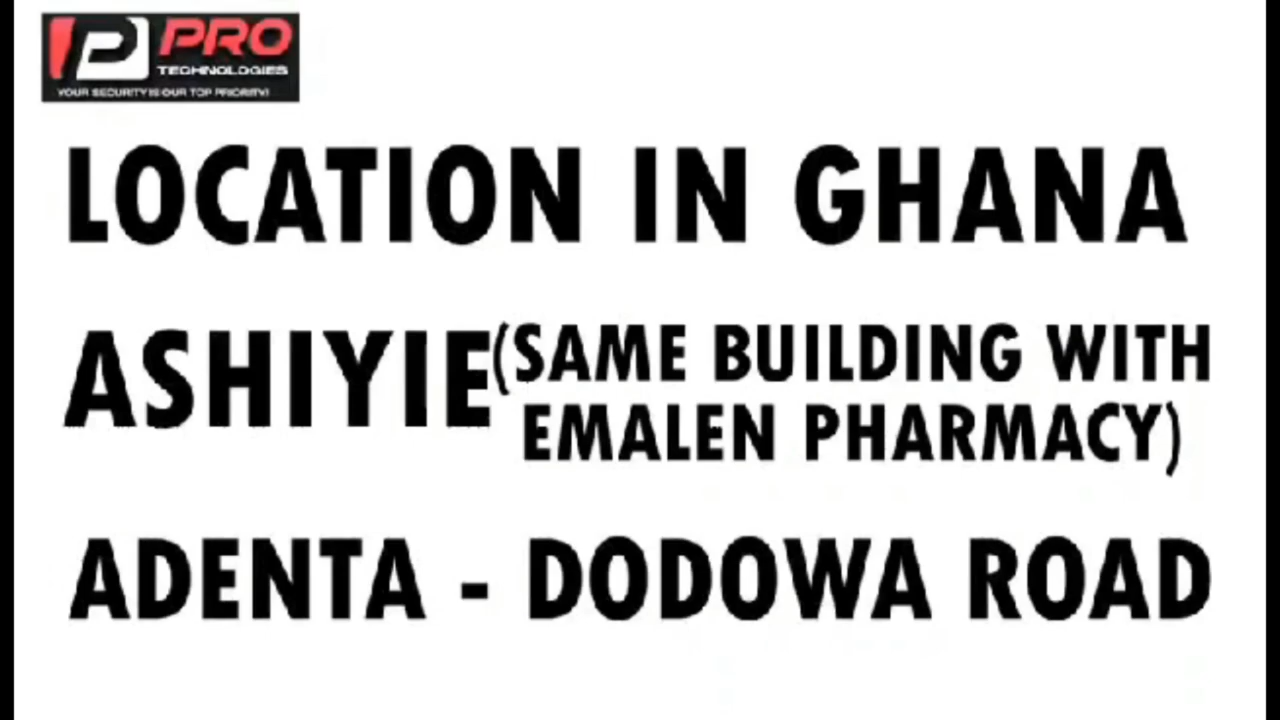 PRO
TECHNOLOGIES
YOUR SECURITY IS OUR TOP PRIORITY!
LOCATION IN GHANA
ASHIYIE (SAME BUILDING WITH
EMALEN PHARMACY)
ADENTA - DODOWA ROAD